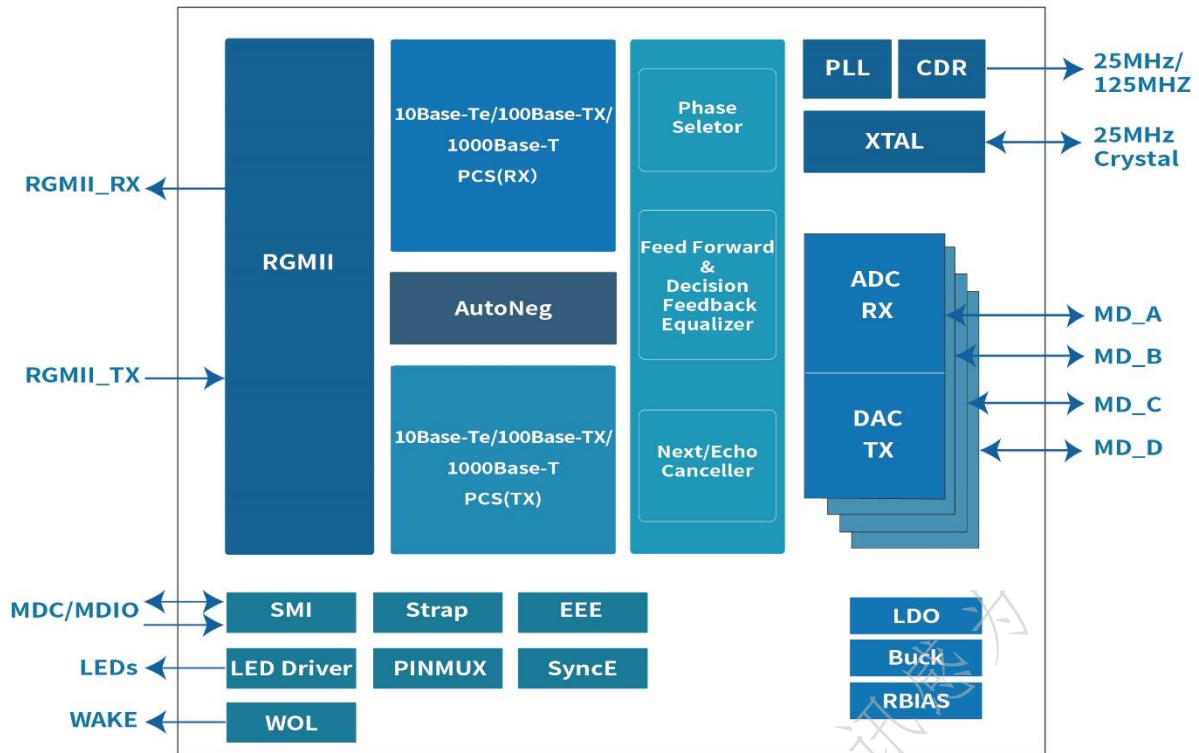 RGMII_RX
RGMII_TX
MDC/MDIO
LEDs
WAKE
RGMII
10Base-Te/100Base-TX/
1000Base-T
PCS(RX)
AutoNeg
10Base-Te/100Base-TX/
1000Base-T
PCS(TX)
Phase
Seletor
Feed Forward
&
Decision
Feedback
Equalizer
Next/Echo
Canceller
PLL
CDR
XTAL
25MHz/
125MHZ
25MHz
Crystal
ADC
RX
DAC
TX
MD_A
MD_B
MD_C
MD_D
SMI
Strap
EEE
LED Driver
PINMUX
SyncE
WOL
LDO
Buck
RBIAS
讯感为